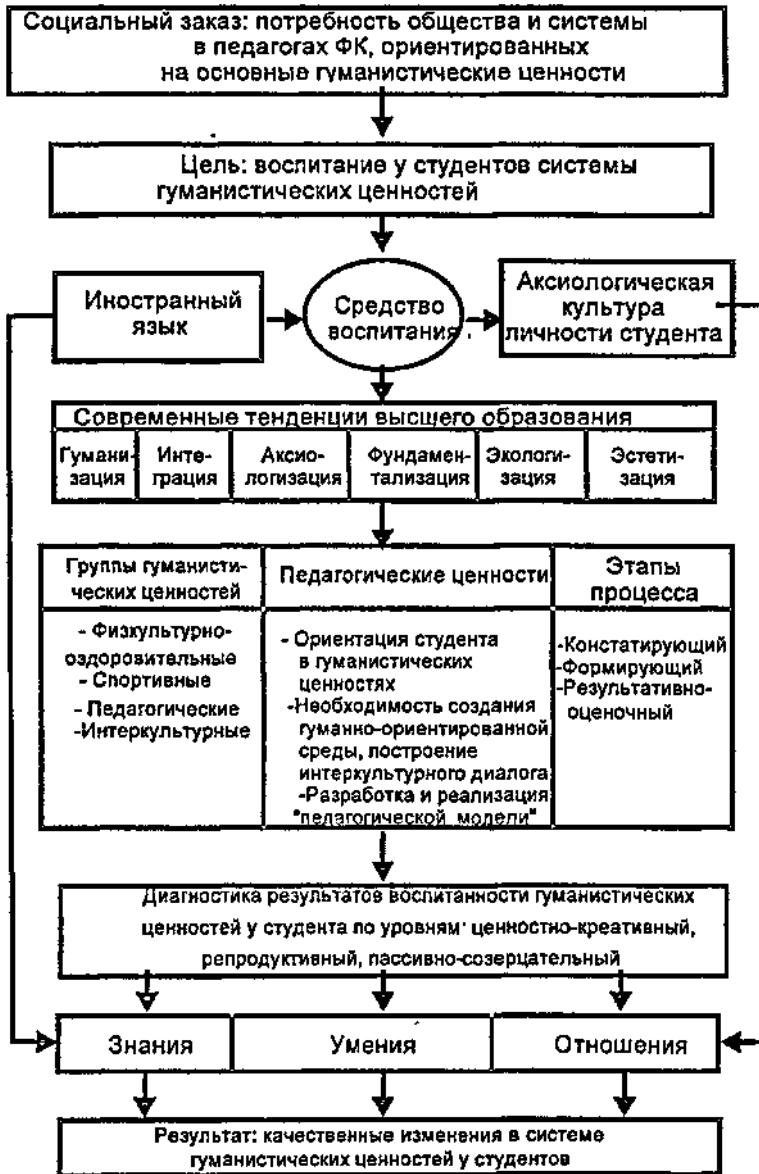 Социальный заказ: потребность общества и системы
в педагогах ФК, ориентированных
на основные гуманистические ценности
Цель: воспитание у студентов системы
гуманистических ценностей
Иностранный
язык
Средство
воспитания
Аксиологическая
культура
личности студента
Современные тенденции высшего образования
Гумани-
зация
Инте-
грация
Аксио-
логизация
Фундамен-
тализация
Экологи-
зация
Эстети-
зация
Группы гуманисти-
ческих ценностей
- Физкультурно-
оздоровительные
- Спортивные
- Педагогические
-Интеркультурные
Педагогические ценности
- Ориентация студента
в гуманистических
ценностях
-Необходимость создания
гуманно-ориентированной
среды, построение
интеркультурного диалога
-Разработка и реализация
"педагогической модели"
Этапы
процесса
-Констатирующий
-Формирующий
-Результативно-
оценочный
Диагностика результатов воспитанности гуманистических
ценностей у студента по уровням: ценностно-креативный,
репродуктивный, пассивно-созерцательный
Знания
Умения
Отношения
Результат: качественные изменения в системе
гуманистических ценностей у студентов